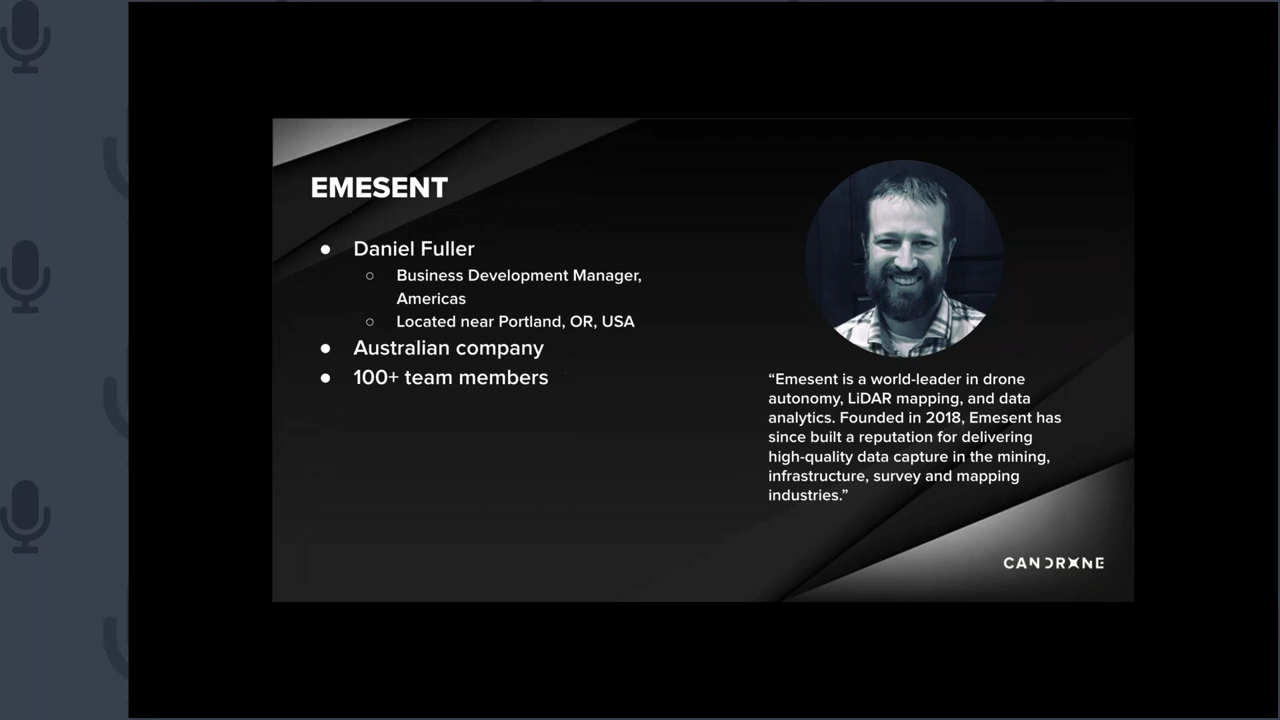 EMESENT
● Daniel Fuller
○ Business Development Manager,
Americas
○ Located near Portland, OR, USA
● Australian company
● 100+ team members
“Emesent is a world-leader in drone
autonomy, LiDAR mapping, and data
analytics. Founded in 2018, Emesent has
since built a reputation for delivering
high-quality data capture in the mining,
infrastructure, survey and mapping
industries.”
CANDRONE